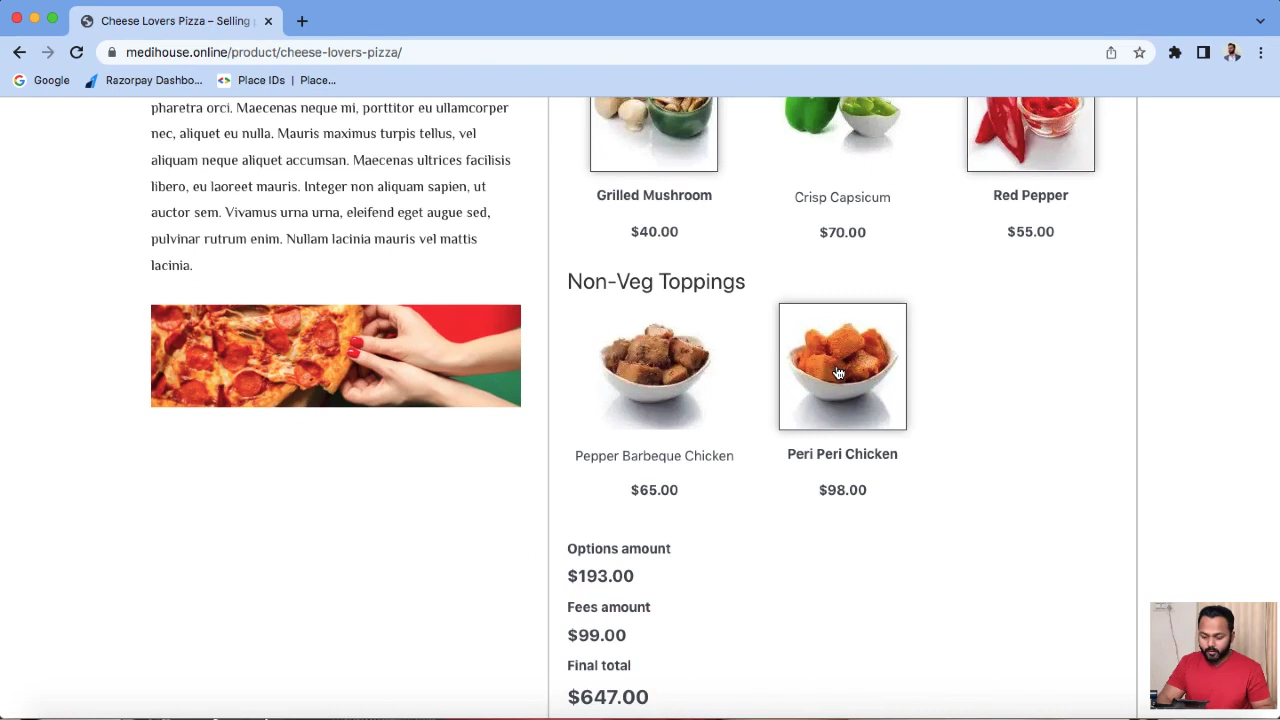 Cheese Lovers Pizza – Selling
medihouse.online/product/cheese-lovers-pizza/
Google
Razorpay Dashbo...
Place IDs | Place...
pharetra orci. Maecenas neque mi, porttitor eu ullamcorper
nec, aliquet eu nulla. Mauris maximus turpis tellus, vel
aliquam neque aliquet accumsan. Maecenas ultrices facilisis
libero, eu laoreet mauris. Integer non aliquam sapien, ut
auctor sem. Vivamus urna urna, eleifend eget augue sed,
pulvinar rutrum enim. Nullam lacinia mauris vel mattis
lacinia.
Grilled Mushroom
$40.00
Crisp Capsicum
$70.00
Red Pepper
$55.00
Non-Veg Toppings
Pepper Barbeque Chicken
$65.00
Peri Peri Chicken
$98.00
Options amount
$193.00
Fees amount
$99.00
Final total
$647.00